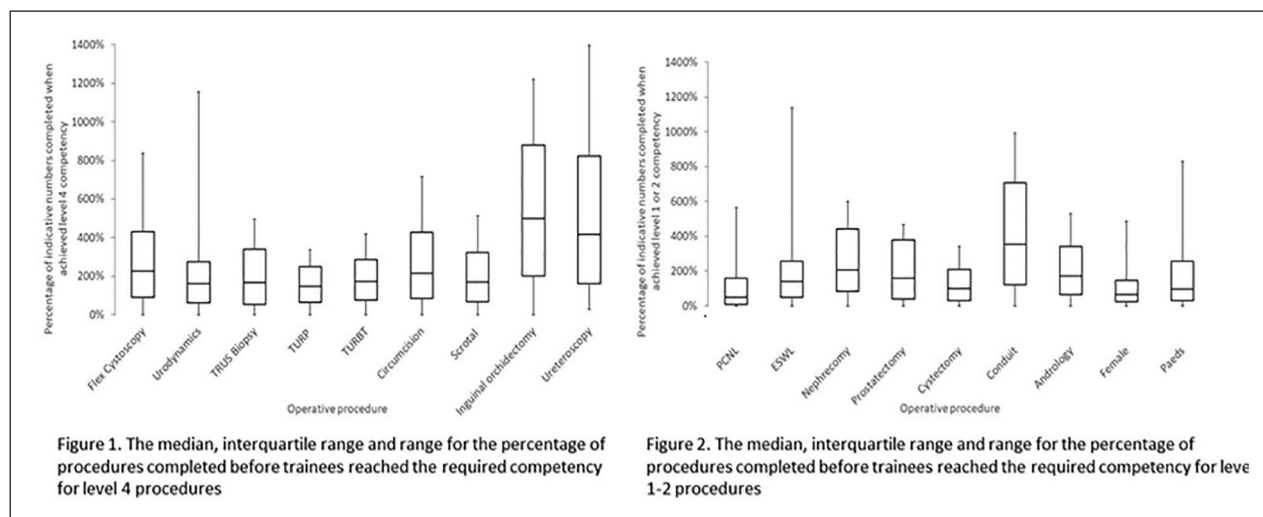 Percentage of indicative numbers completed when
achieved level 4 competency
1400%
1200%
1000%
800%
600%
400%
200%
0%
Flex Cystoscopy
Urodynamics
TRUS Biopsy
TURP
TURBT
Circumcision
Scrotal
Inguinal orchidectomy
Ureteroscopy
Operative procedure
Figure 1. The median, interquartile range and range for the percentage of
procedures completed before trainees reached the required competency
for level 4 procedures
Percentage of indicative numbers completed when
achieved level 1 or 2 competency
1400%
1200%
1000%
800%
600%
400%
200%
0%
PCNL
ESWL
Nephrecomy
Prostatectomy
Cystectomy
Conduit
Andrology
Female
Paeds
Operative procedure
Figure 2. The median, interquartile range and range for the percentage of
procedures completed before trainees reached the required competency for leve
1-2 procedures